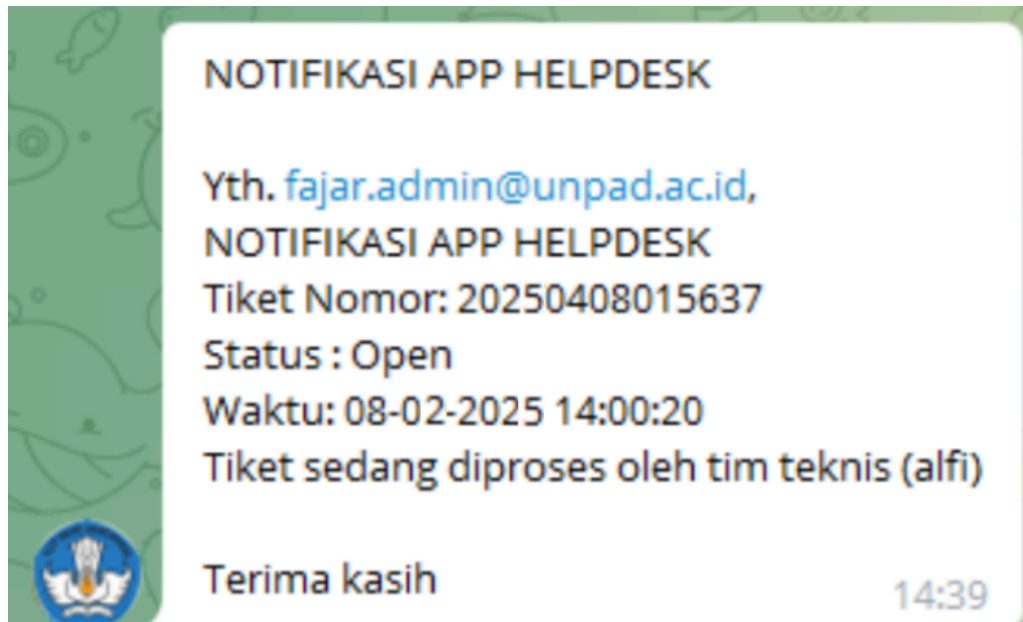 NOTIFIKASI APP HELPDESK
Yth. fajar.admin@unpad.ac.id,
NOTIFIKASI APP HELPDESK
Tiket Nomor: 20250408015637
Status : Open
Waktu: 08-02-2025 14:00:20
Tiket sedang diproses oleh tim teknis (alfi)
Terima kasih
14:39